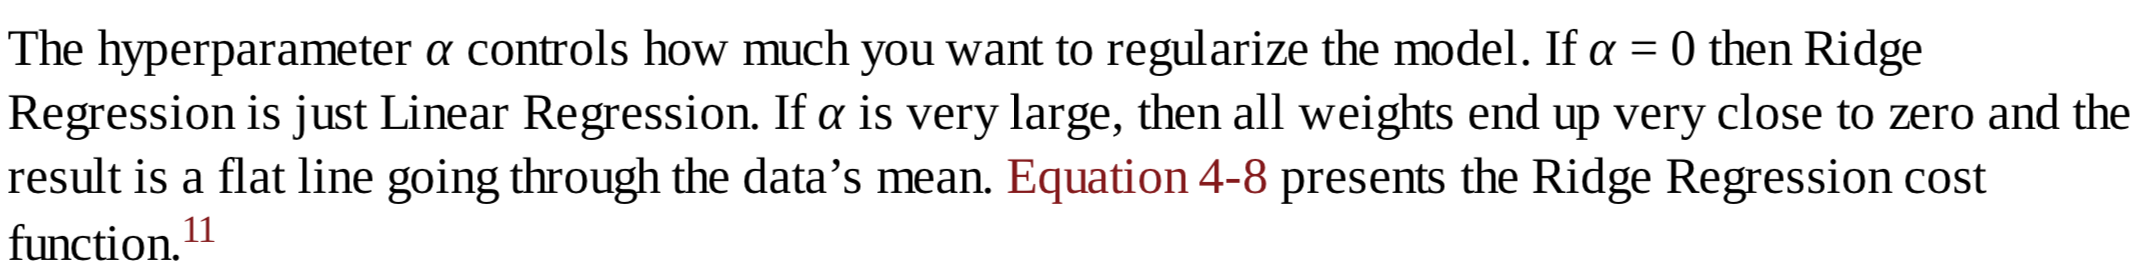 The hyperparameter α controls how much you want to regularize the model. If α = 0 then Ridge
Regression is just Linear Regression. If α is very large, then all weights end up very close to zero and the
result is a flat line going through the data’s mean. Equation 4-8 presents the Ridge Regression cost
function.11